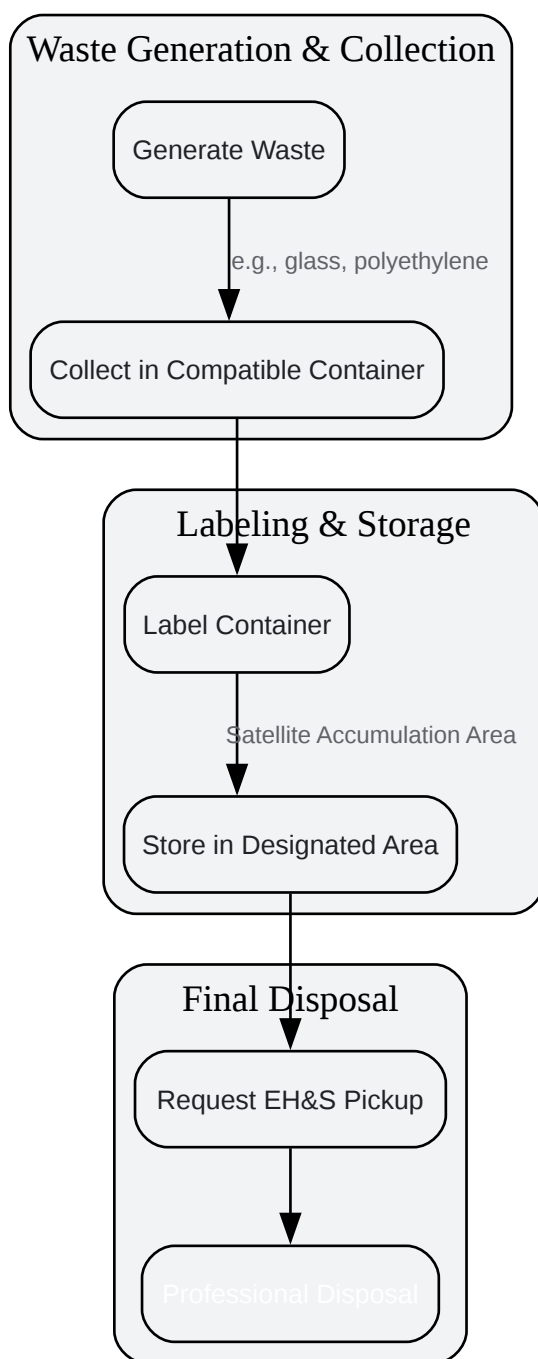 Waste Generation & Collection
Generate Waste
e.g., glass, polyethylene
Collect in Compatible Container
Labeling & Storage
Label Container
Satellite Accumulation Area
Store in Designated Area
Final Disposal
Request EH&S Pickup
Professional Disposal